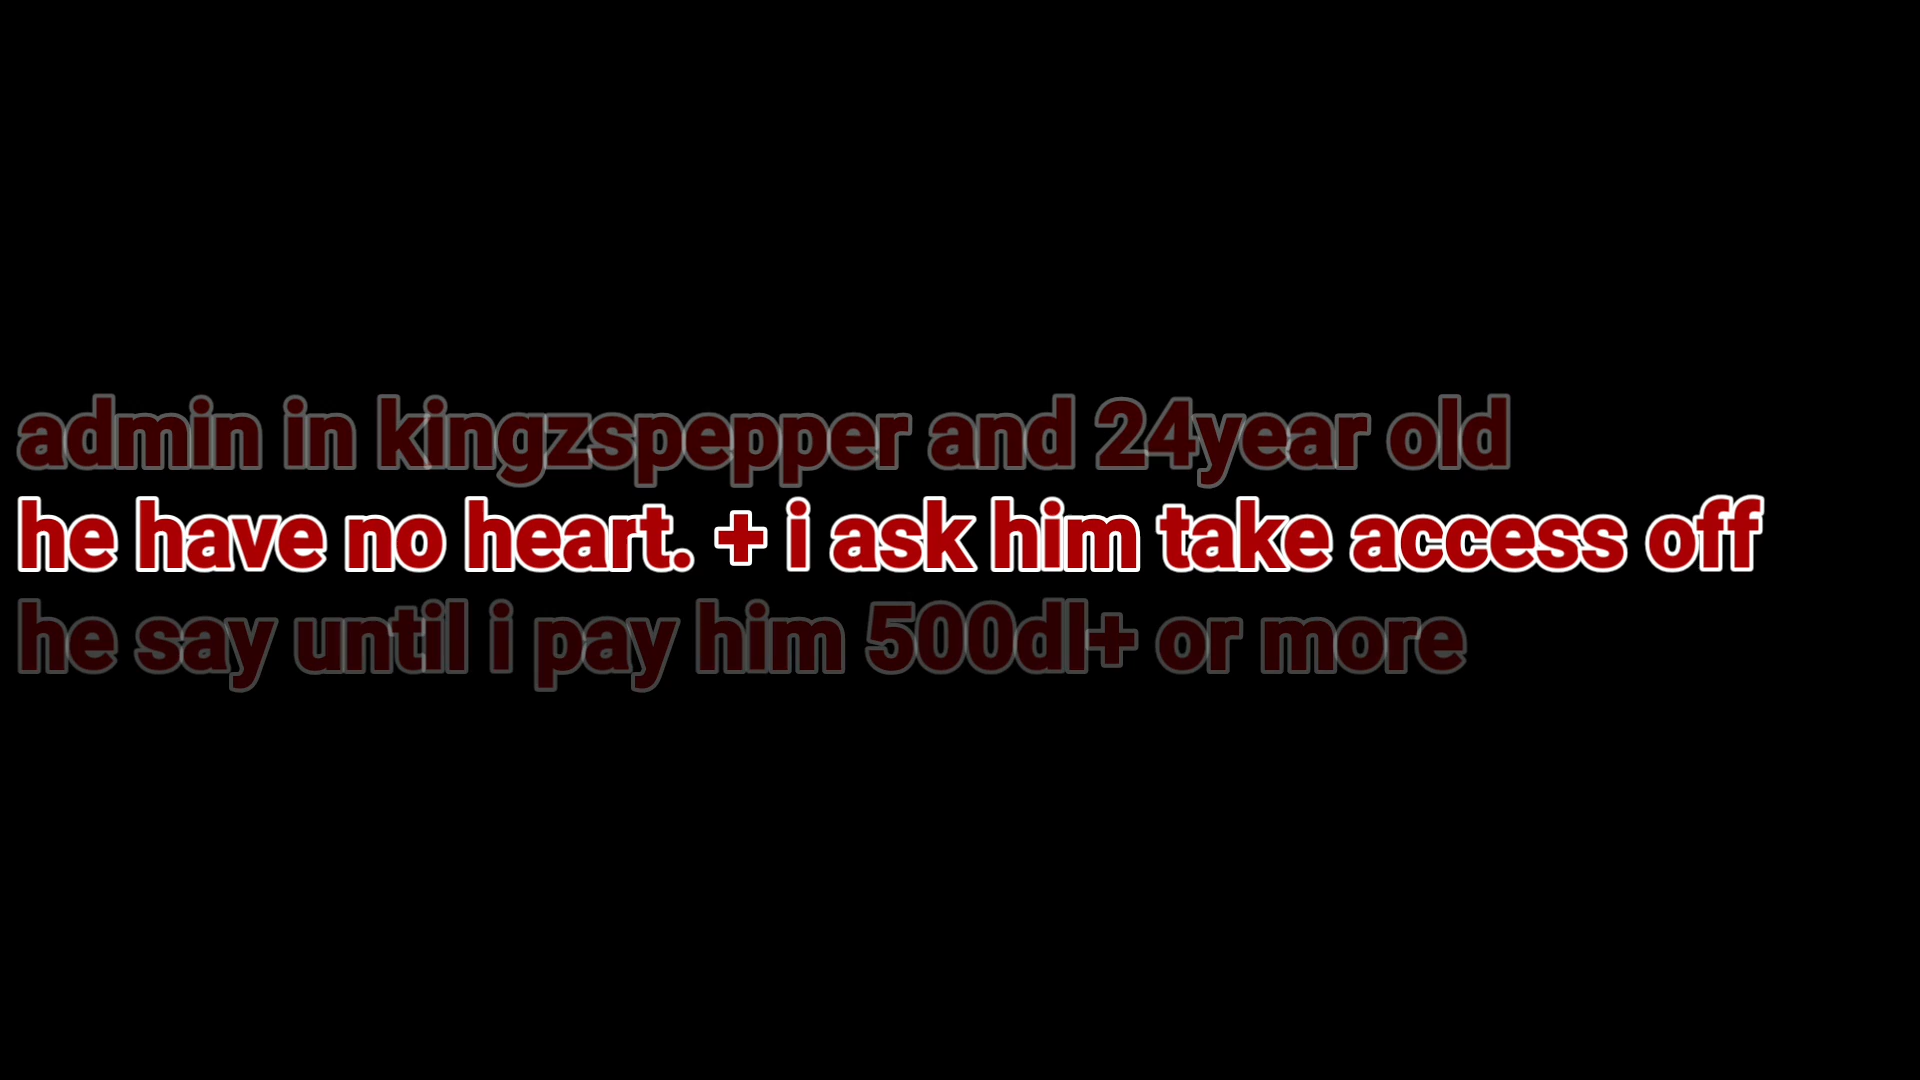 admin in kingzspepper and 24year old
he have no heart. + i ask him take access off
he say until i pay him 500dl+ or more